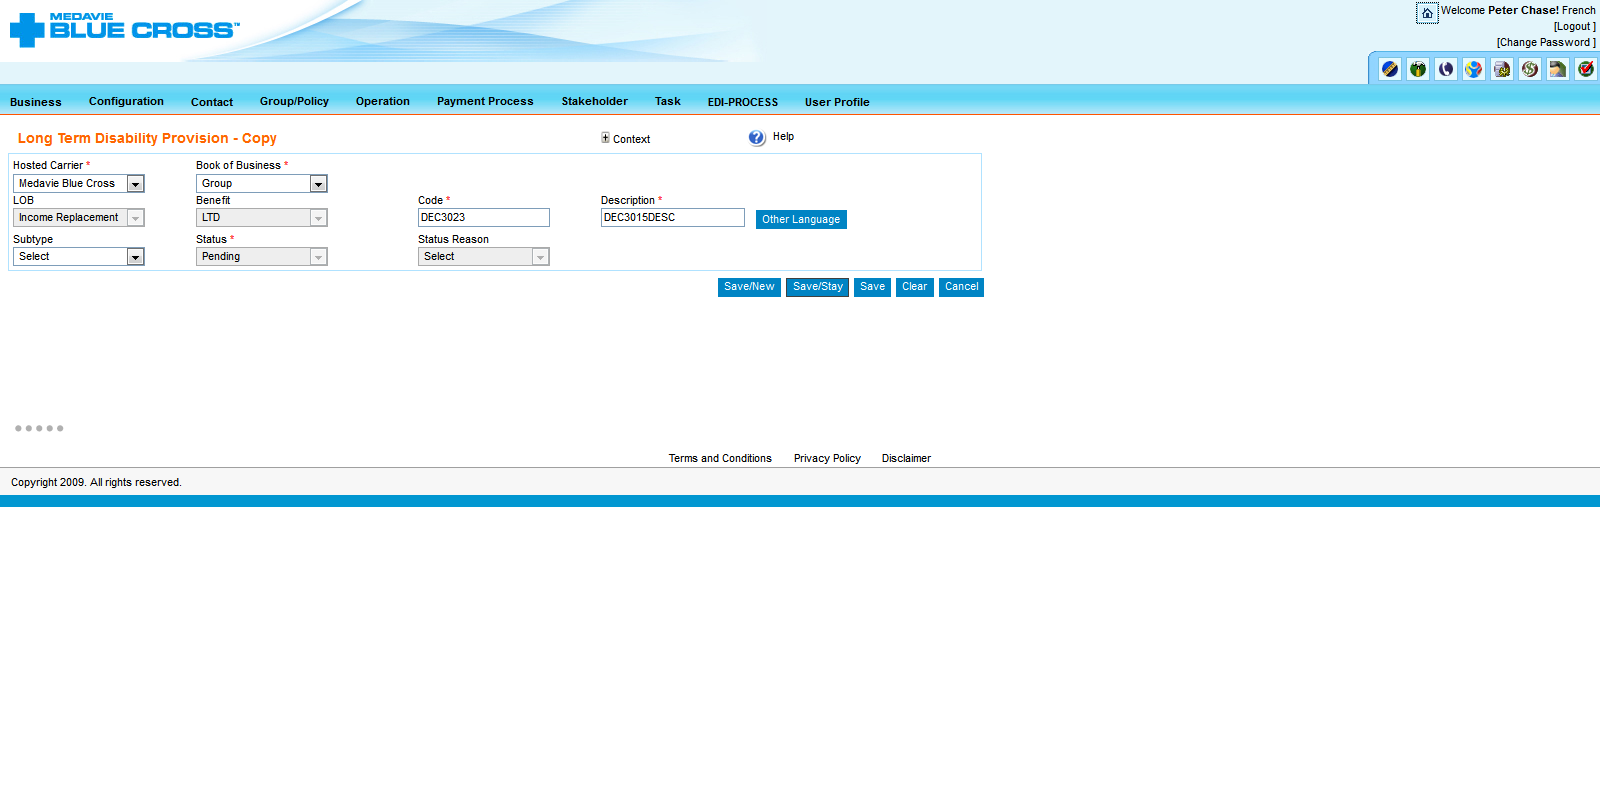 MEDAVIE
BLUE CROSS™
Welcome Peter Chase! French
[Logout ]
[Change Password ]
Business Configuration Contact Group/Policy Operation Payment Process Stakeholder Task EDI-PROCESS User Profile
Long Term Disability Provision - Copy Context Help
Hosted Carrier * Book of Business *
Medavie Blue Cross Group
LOB Benefit Code * Description *
Income Replacement LTD DEC3023 DEC3015DESC Other Language
Subtype Status * Status Reason
Select Pending Select
Save/New Save/Stay Save Clear Cancel
Terms and Conditions Privacy Policy Disclaimer
Copyright 2009. All rights reserved.